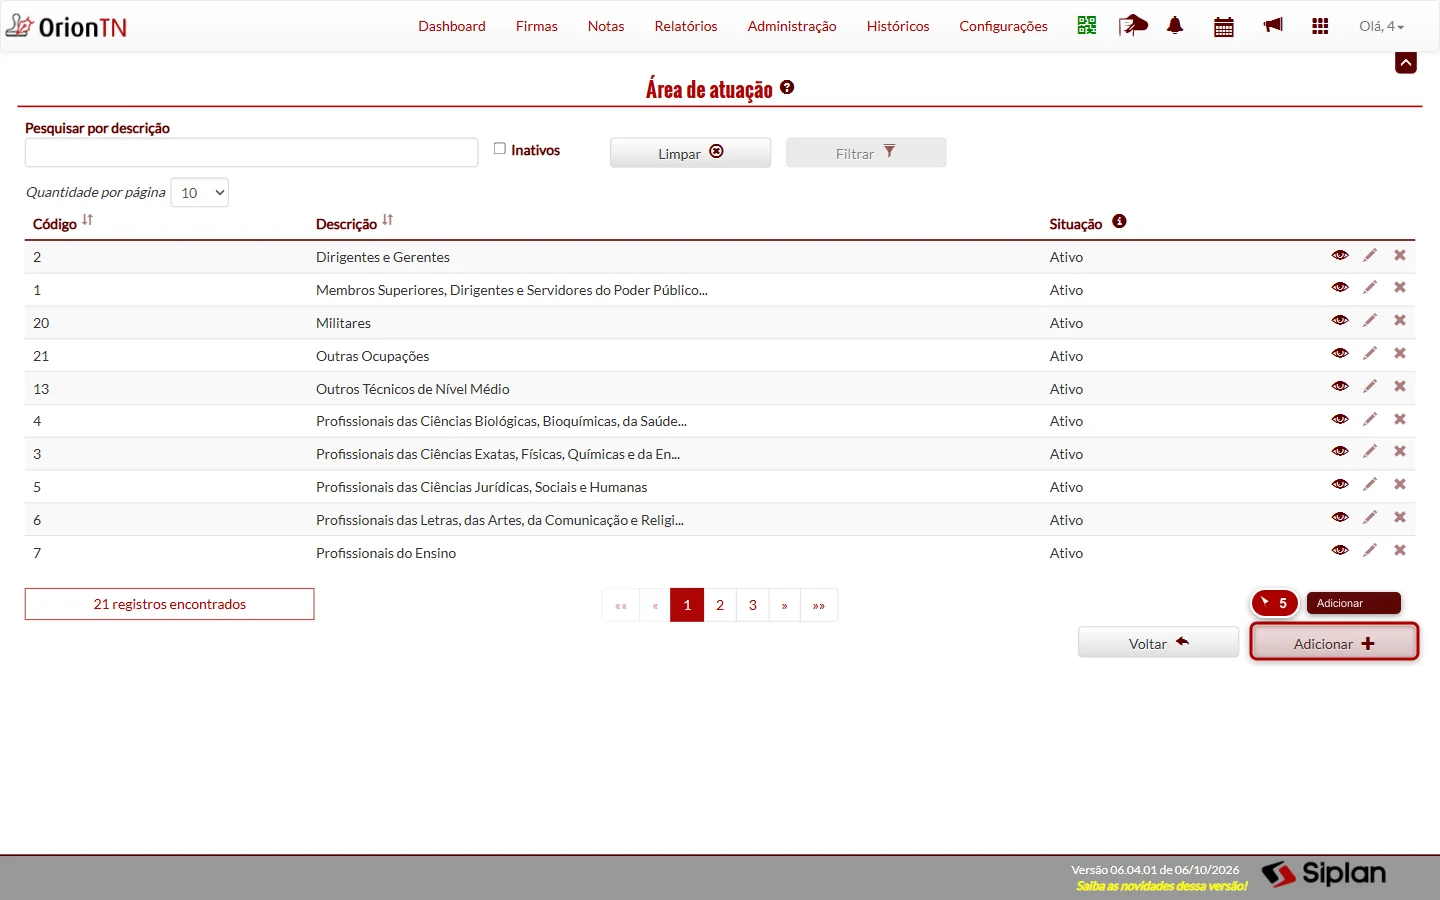 OrionTN
Dashboard Firmas Notas Relatórios Administração Históricos Configurações Olá, 4
Área de atuação
Pesquisar por descrição
Inativos
Limpar
Filtrar
Quantidade por página 10
Código Descrição Situação
2 Dirigentes e Gerentes Ativo
1 Membros Superiores, Dirigentes e Servidores do Poder Público... Ativo
20 Militares Ativo
21 Outras Ocupações Ativo
13 Outros Técnicos de Nível Médio Ativo
4 Profissionais das Ciências Biológicas, Bioquímicas, da Saúde... Ativo
3 Profissionais das Ciências Exatas, Físicas, Químicas e da En... Ativo
5 Profissionais das Ciências Jurídicas, Sociais e Humanas Ativo
6 Profissionais das Letras, das Artes, da Comunicação e Religi... Ativo
7 Profissionais do Ensino Ativo
21 registros encontrados
«« « 1 2 3 » »»
5 Adicionar
Voltar
Adicionar
Versão 06.04.01 de 06/10/2026
Saiba as novidades dessa versão!
Siplan